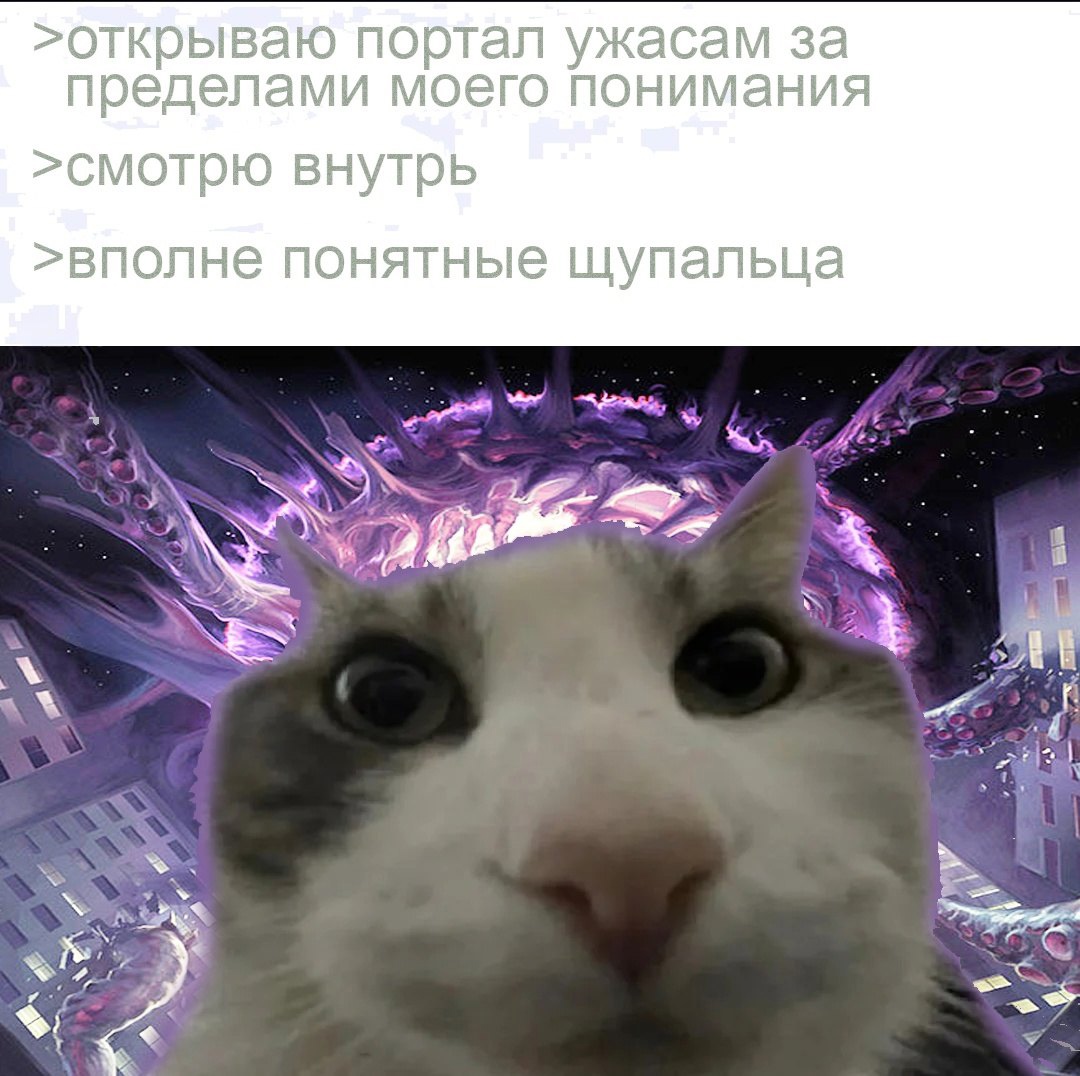 >открываю портал ужасам за
пределами моего понимания
>смотрю внутрь
>вполне понятные щупальца